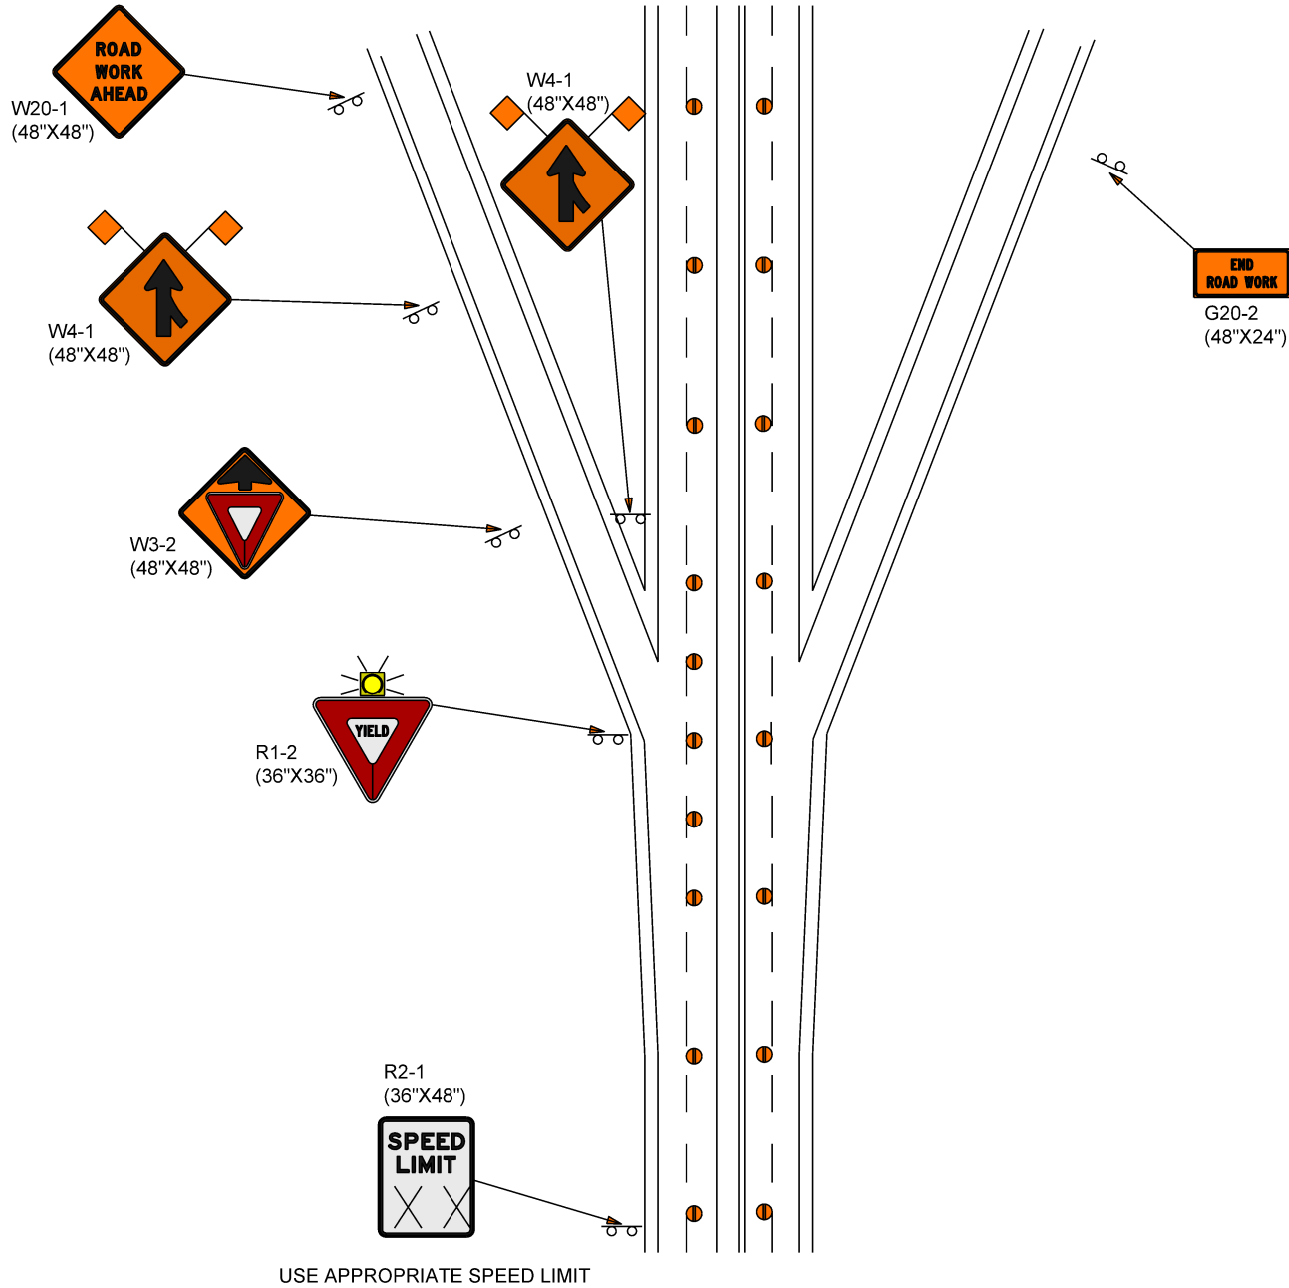 ROAD
WORK
AHEAD
W20-1
(48"X48")
W4-1
(48"X48")
W4-1
(48"X48")
END
ROAD WORK
G20-2
(48"X24")
W3-2
(48"X48")
YIELD
R1-2
(36"X36")
R2-1
(36"X48")
SPEED
LIMIT
X X
USE APPROPRIATE SPEED LIMIT